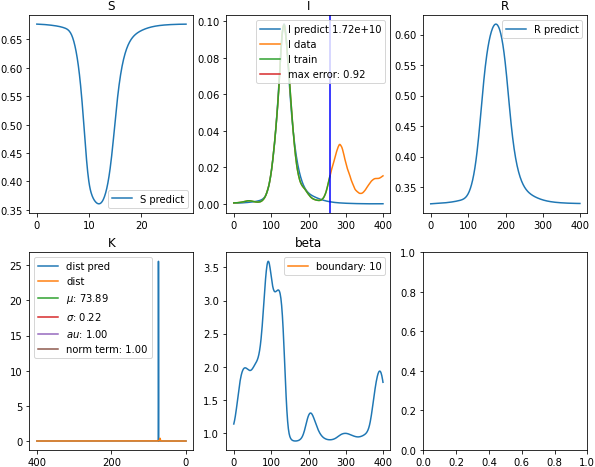 S
0.65
0.60
0.55
0.50
0.45
0.40
0.35
0 10 20
S predict
I
0.10
0.08
0.06
0.04
0.02
0.00
0 100 200 300 400
I predict 1.72e+10
I data
I train
max error: 0.92
R
0.60
0.55
0.50
0.45
0.40
0.35
0 100 200 300 400
R predict
K
25
20
15
10
5
0
400 200 0
dist pred
dist
μ: 73.89
σ: 0.22
au: 1.00
norm term: 1.00
beta
3.5
3.0
2.5
2.0
1.5
1.0
0 100 200 300 400
boundary: 10
1.0
0.8
0.6
0.4
0.2
0.0
0.0 0.2 0.4 0.6 0.8 1.0